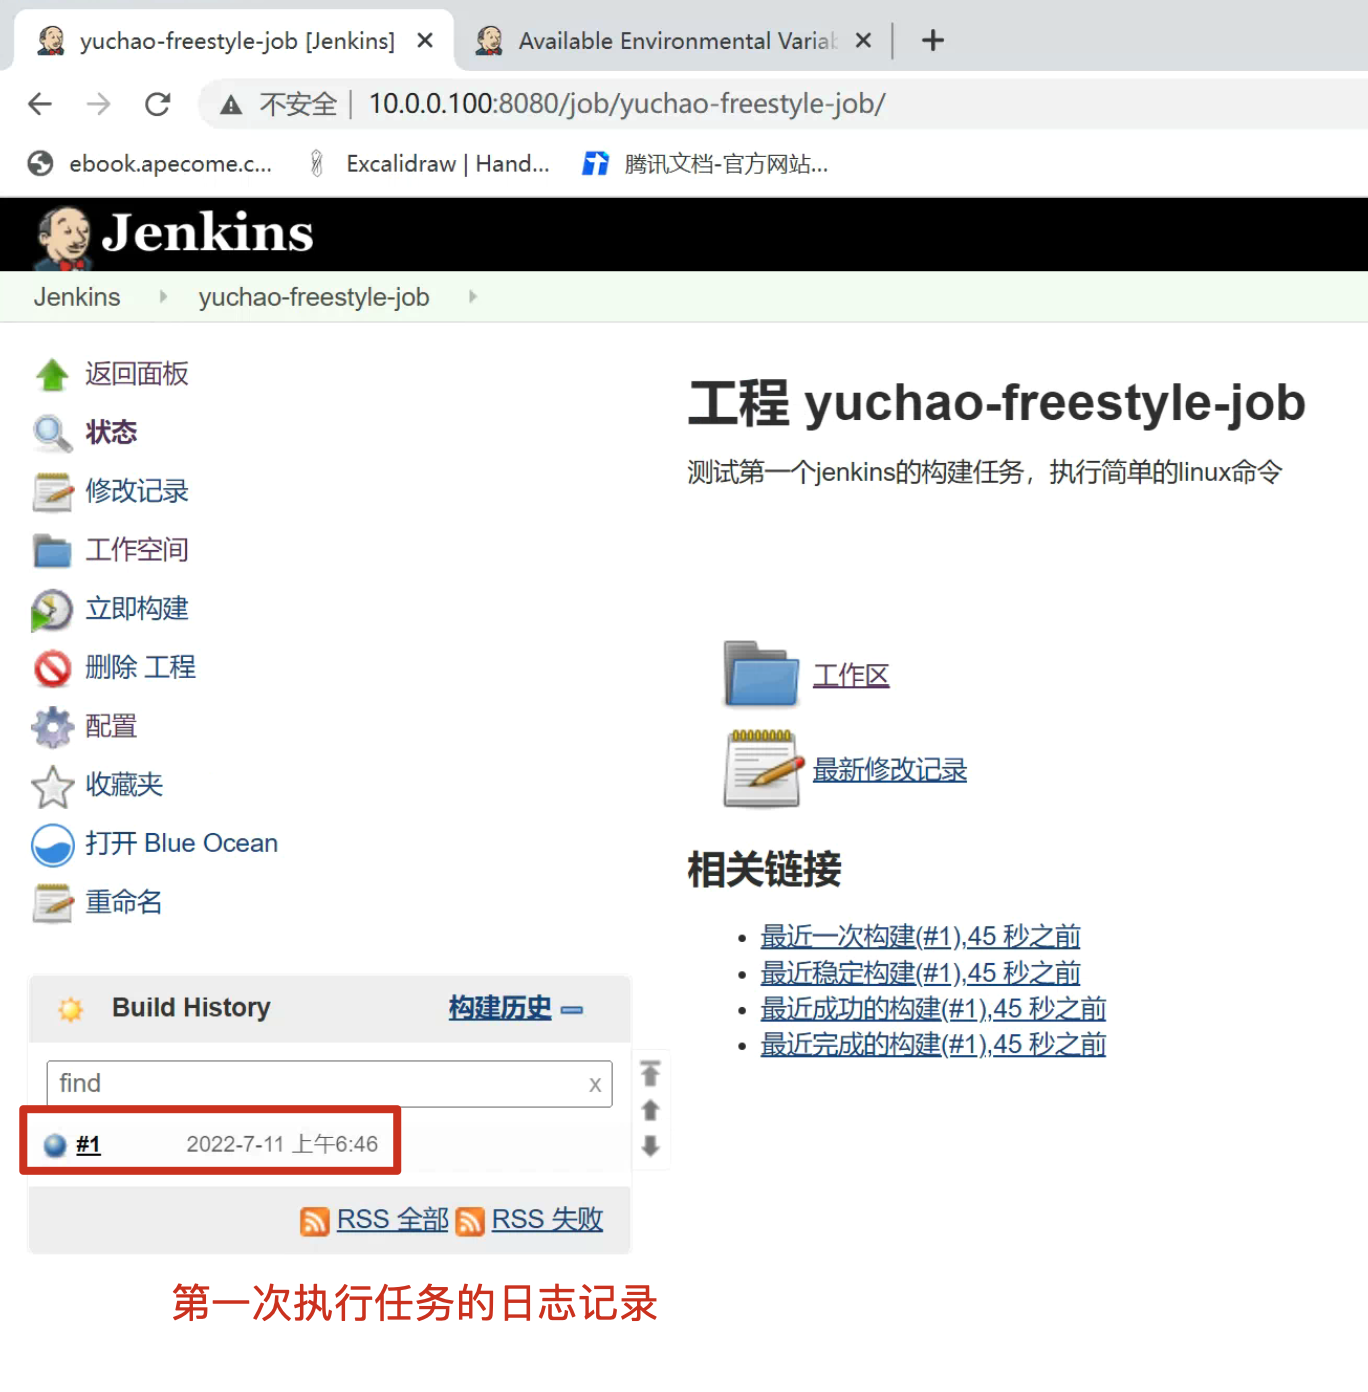 yuchao-freestyle-job [Jenkins]
Available Environmental Varia
不安全 | 10.0.0.100:8080/job/yuchao-freestyle-job/
ebook.apecome.c...
Excalidraw | Hand...
腾讯文档-官方网站...
Jenkins
Jenkins
yuchao-freestyle-job
返回面板
状态
修改记录
工作空间
立即构建
删除 工程
配置
收藏夹
打开 Blue Ocean
重命名
工程 yuchao-freestyle-job
测试第一个jenkins的构建任务，执行简单的linux命令
工作区
最新修改记录
相关链接
最近一次构建(#1),45 秒之前
最近稳定构建(#1),45 秒之前
最近成功的构建(#1),45 秒之前
最近完成的构建(#1),45 秒之前
Build History
构建历史
find
x
#1
2022-7-11 上午6:46
RSS 全部
RSS 失败
第一次执行任务的日志记录